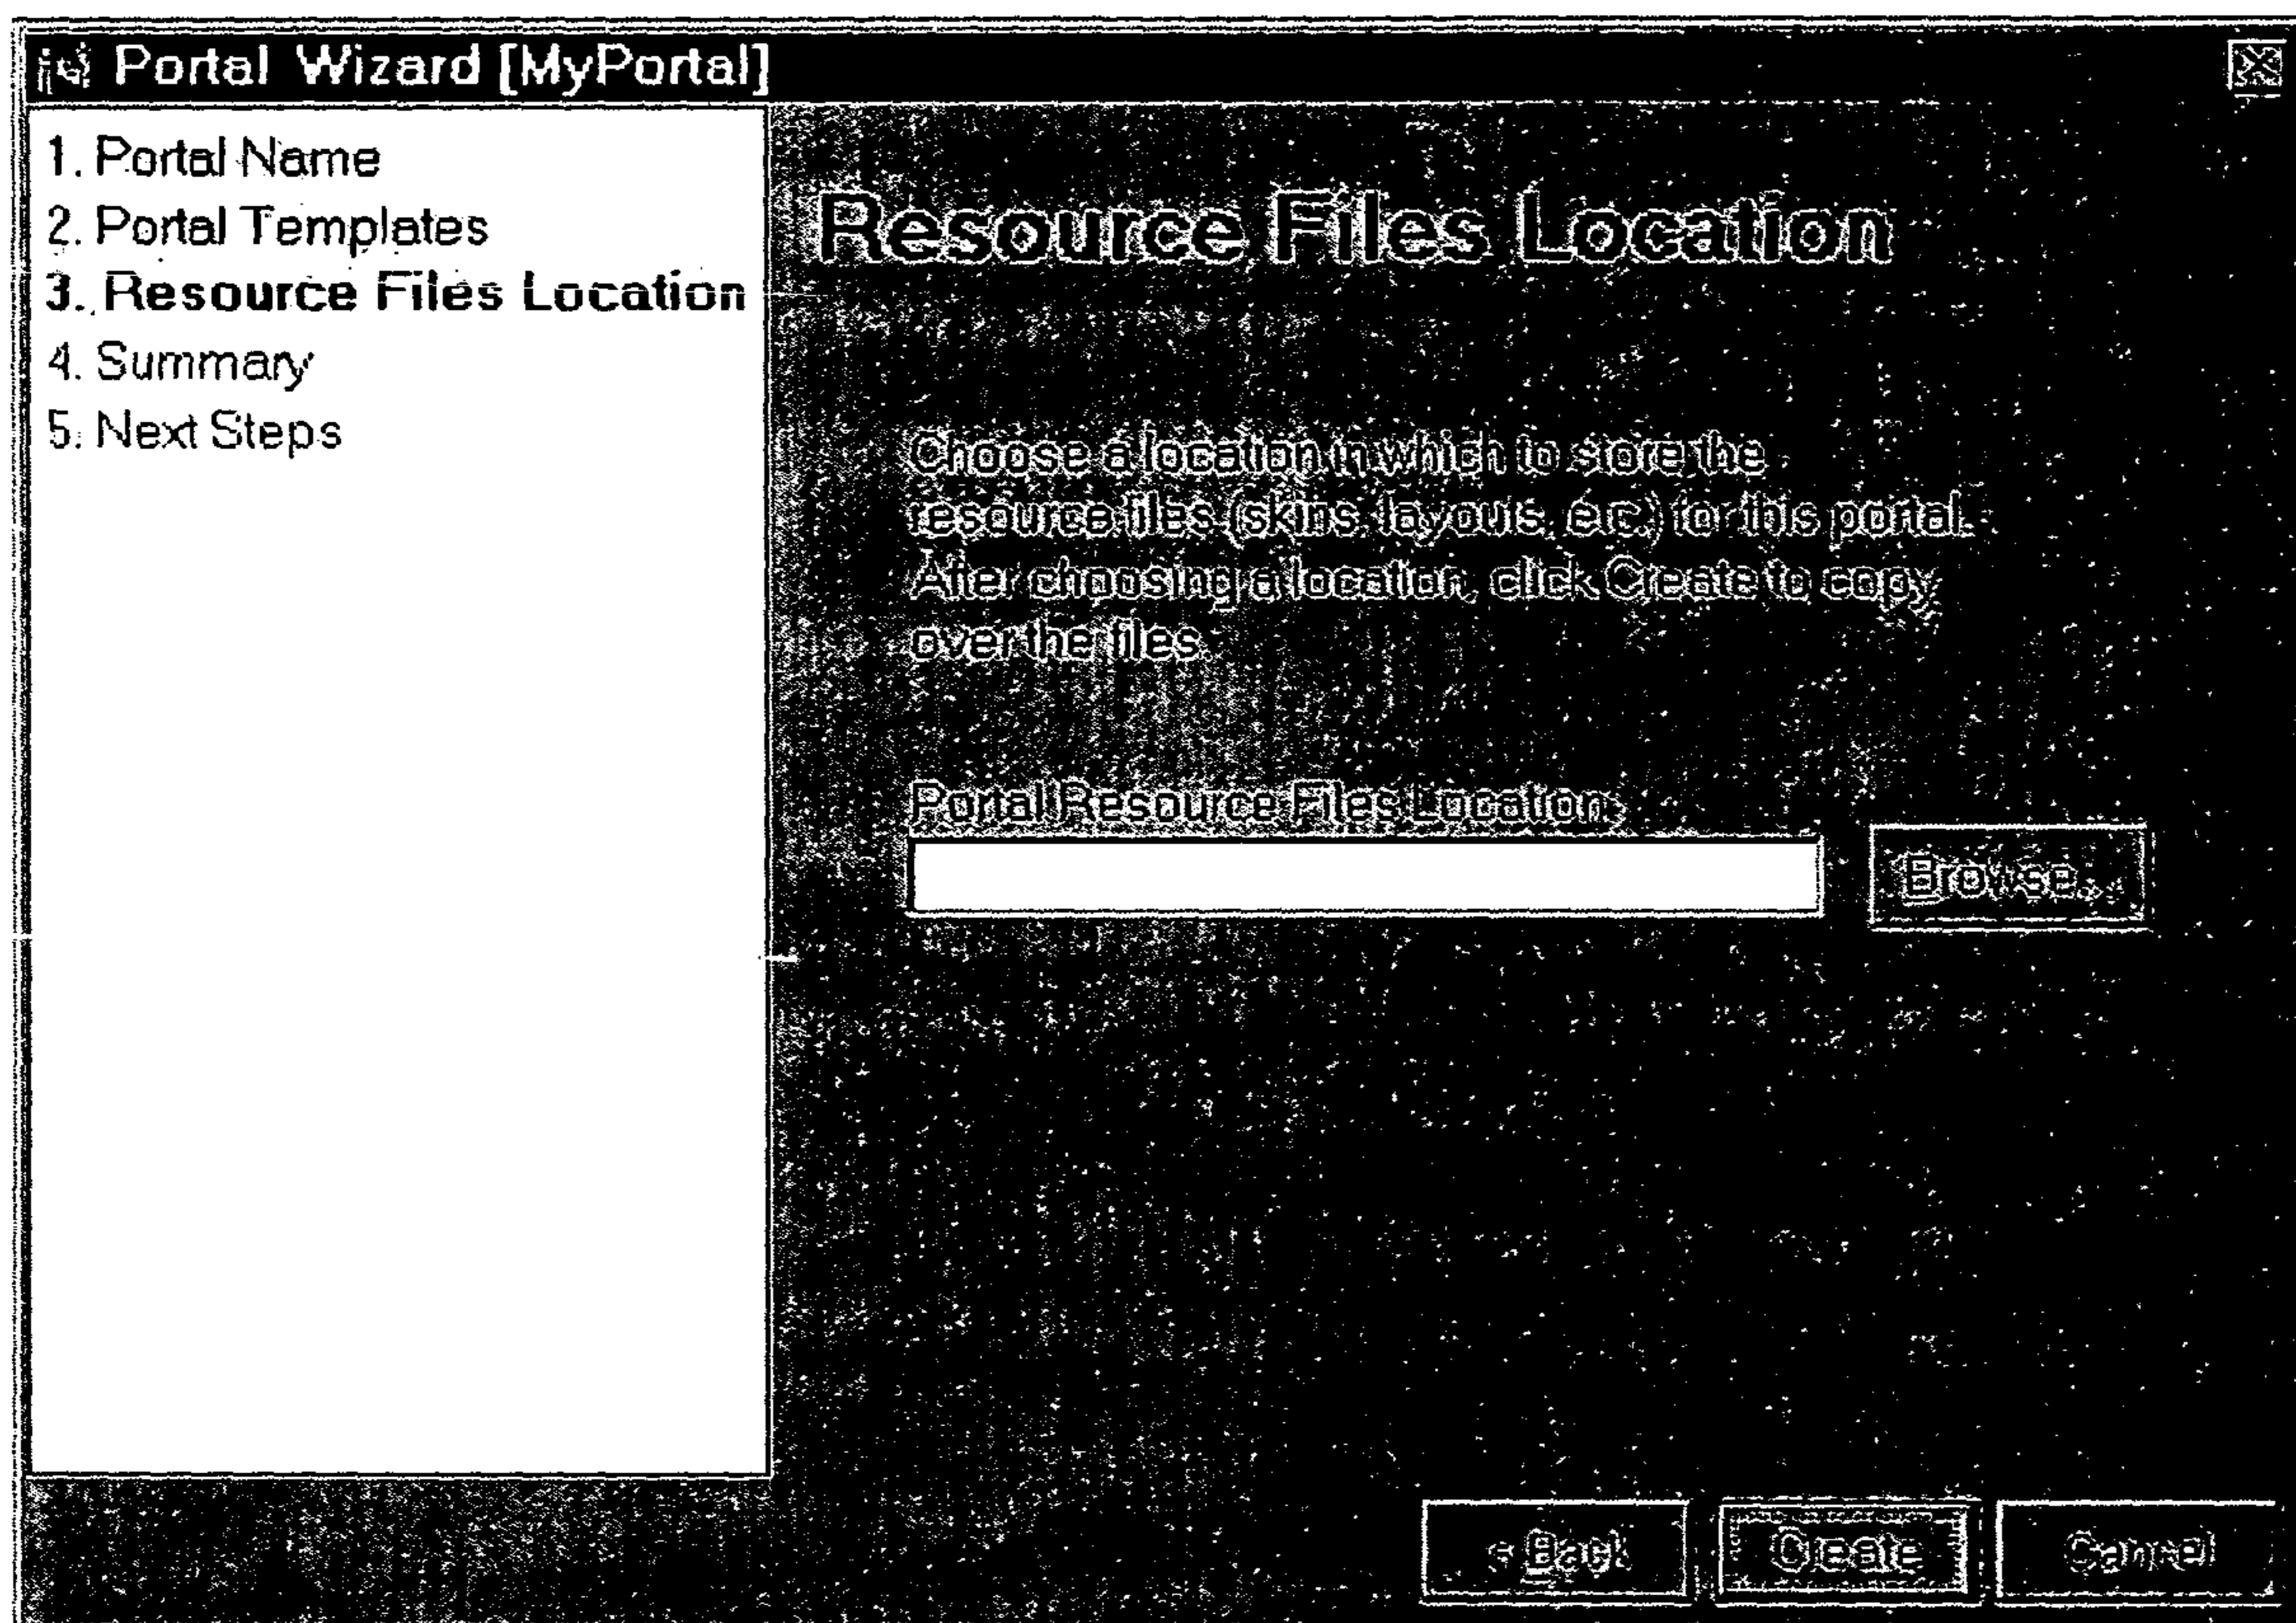 Portal Wizard [MyPortal]
1. Portal Name
2. Portal Templates
3. Resource Files Location
4. Summary
5. Next Steps
Resource Files Location
Choose a location in which to store the
resource files (skins, layouts, etc.) for this portal.
After choosing a location, click Create to copy
over the files.
Portal Resource Files Location:
Browse...
< Back
Create
Cancel